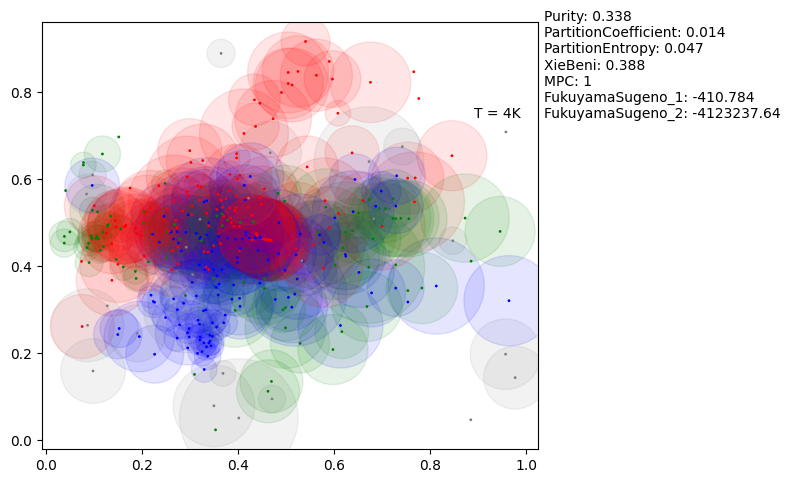 Purity: 0.338
PartitionCoefficient: 0.014
PartitionEntropy: 0.047
XieBeni: 0.388
MPC: 1
FukuyamaSugeno_1: -410.784
FukuyamaSugeno_2: -4123237.64
T = 4K
0.8
0.6
0.4
0.2
0.0
0.0 0.2 0.4 0.6 0.8 1.0